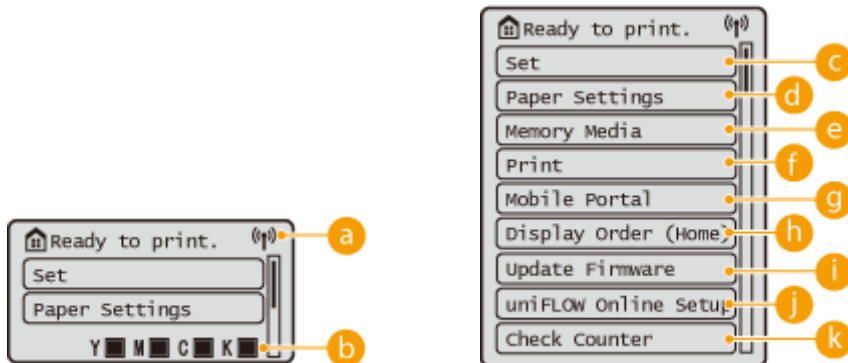 Ready to print.
a
Set
Paper Settings
Y M C K
b
Ready to print.
Set
c
Paper Settings
d
Memory Media
e
Print
f
Mobile Portal
g
Display Order (Home)
h
Update Firmware
i
uniFLOW Online Setup
j
Check Counter
k